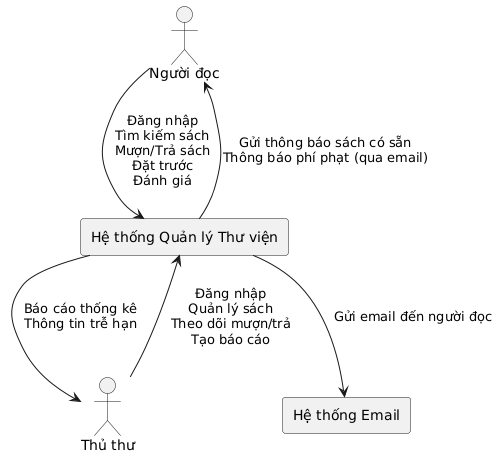 Người đọc
Đăng nhập
Tìm kiếm sách
Mượn/Trả sách
Đặt trước
Đánh giá
Gửi thông báo sách có sẵn
Thông báo phí phạt (qua email)
Hệ thống Quản lý Thư viện
Báo cáo thống kê
Thông tin trễ hạn
Đăng nhập
Quản lý sách
Theo dõi mượn/trả
Tạo báo cáo
Gửi email đến người đọc
Thủ thư
Hệ thống Email